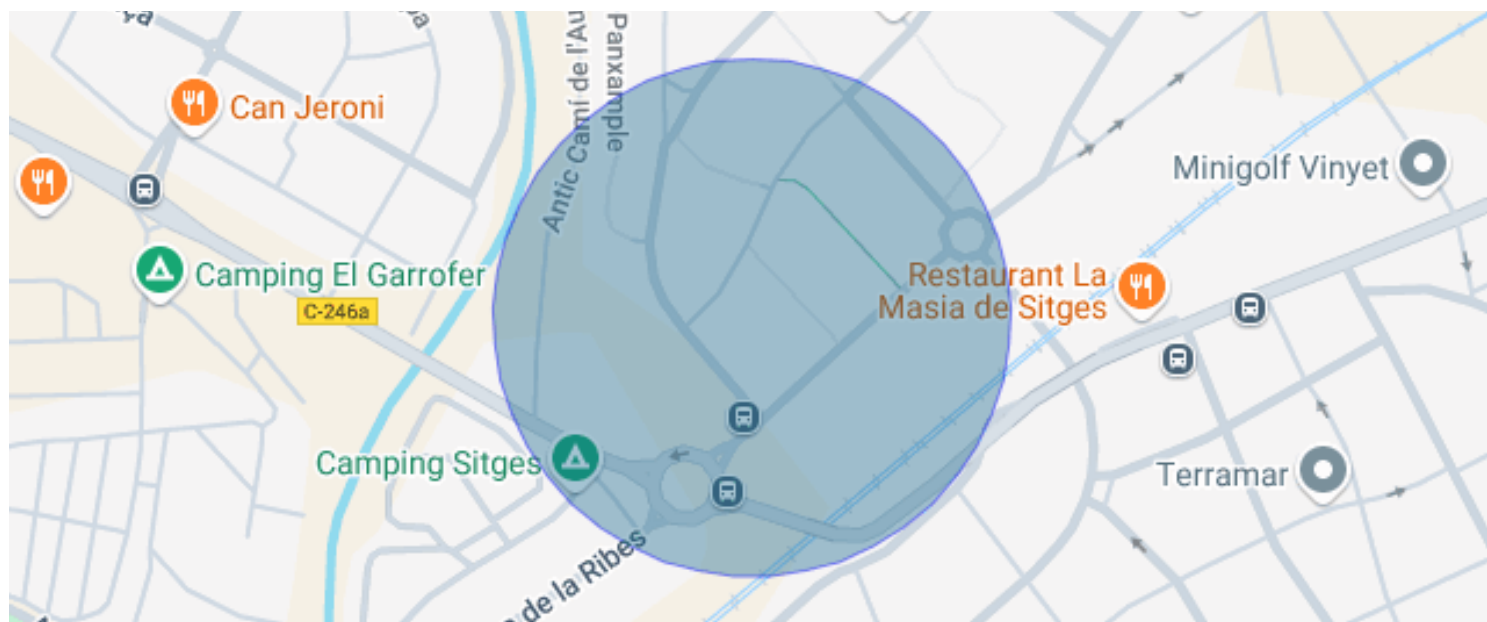 Can Jeroni
Antic Camí de l'Au
Panxample
Minigolf Vinyet
Camping El Garrofer
C-246a
Restaurant La
Masia de Sitges
Camping Sitges
Terramar
de la Ribes